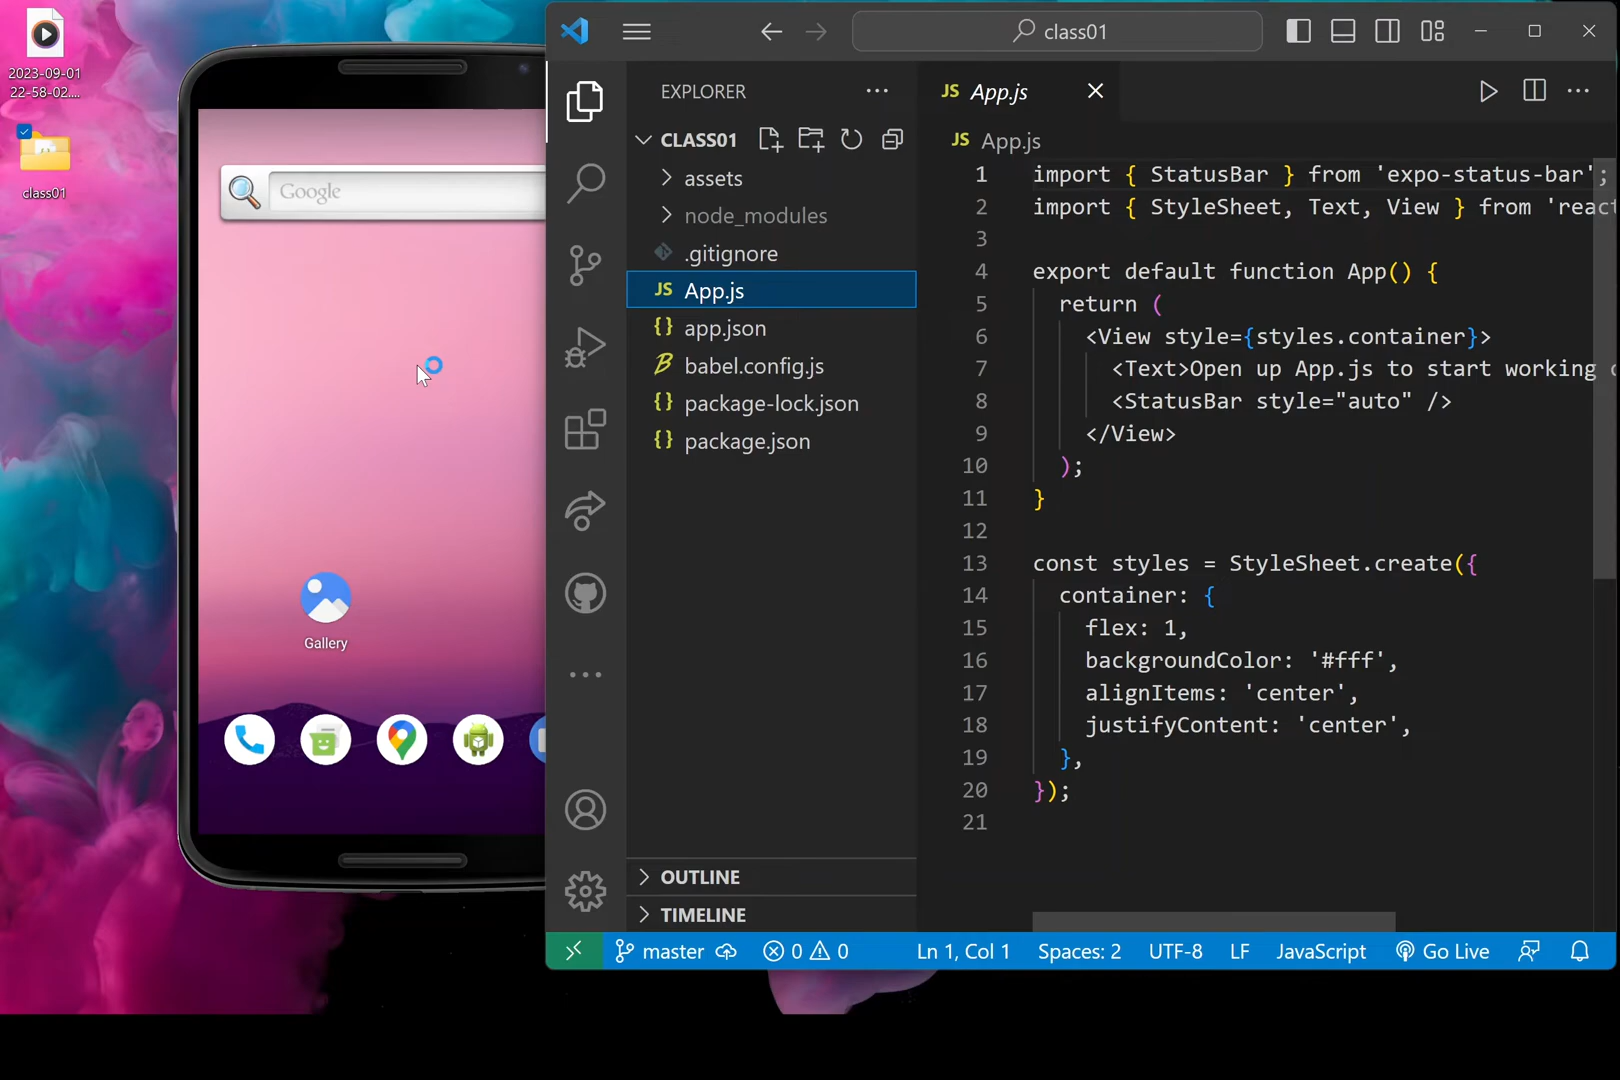 2023-09-01
22-58-02....
class01
Google
Gallery
class01
EXPLORER
CLASS01
assets
node_modules
.gitignore
JS App.js
app.json
babel.config.js
package-lock.json
package.json
OUTLINE
TIMELINE
JS App.js
JS App.js
1 import { StatusBar } from 'expo-status-bar';
2 import { StyleSheet, Text, View } from 'react
3
4 export default function App() {
5 return (
6 <View style={styles.container}>
7 <Text>Open up App.js to start working
8 <StatusBar style="auto" />
9 </View>
10 );
11 }
12
13 const styles = StyleSheet.create({
14 container: {
15 flex: 1,
16 backgroundColor: '#fff',
17 alignItems: 'center',
18 justifyContent: 'center',
19 },
20 });
21
master 0 0 Ln 1, Col 1 Spaces: 2 UTF-8 LF JavaScript Go Live